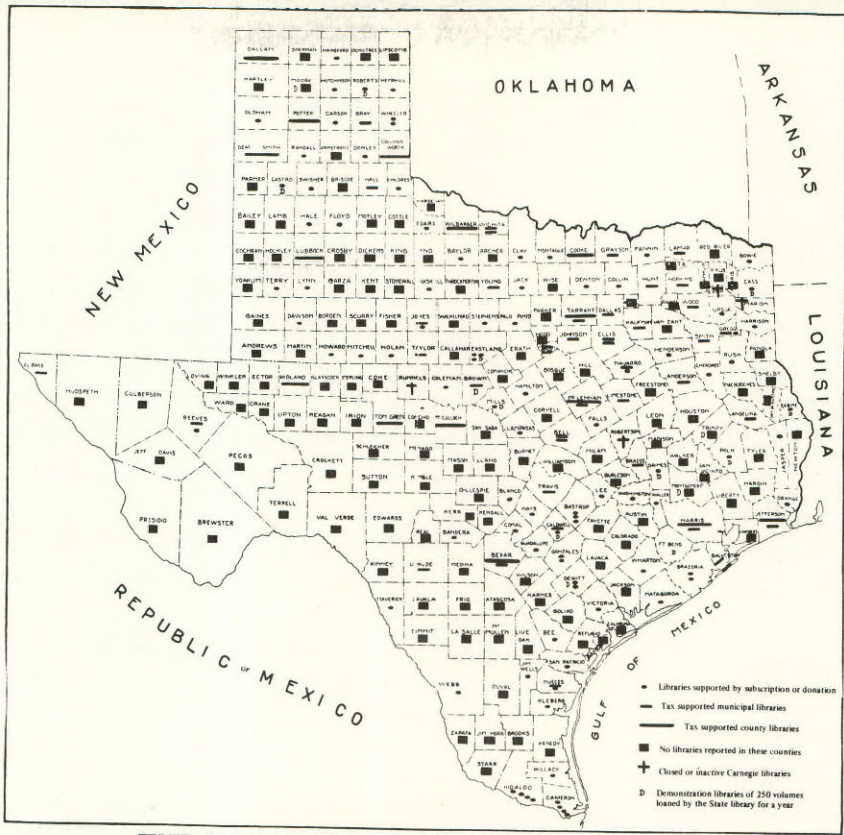 DALLAM SHERMAN HANSFORD OCHILTREE LIPSCOMB
HARTLEY MOORE HUTCHINSON ROBERTS HEMPHILL
D D
OKLAHOMA
ARKANSAS
OLDHAM POTTER CARSON GRAY WHEELER
DEAF SMITH RANDALL ARMSTRONG DONLEY COLLINGS WORTH
PARMER CASTRO SWISHER BRISCOE HALL CHILDRESS
D
NEW MEXICO
BAILEY LAMB HALE FLOYD MOTLEY COTTLE
HARDEMAN
FOARD WILBARGER WICHITA
COCHRAN HOCKLEY LUBBOCK CROSBY DICKENS KING KNO BAYLOR ARCHER CLAY MONTAGUE COOKE GRAYSON FANNIN LAMAR RED RIVER BOWIE
YOAKUM TERRY LYNN GARZA KENT STONEWALL HASKELL THROCKMORTON YOUNG JACK WISE DENTON COLLIN HUNT HOPKINS TITUS CASS
GAINES DAWSON BORDEN SCURRY FISHER JONES SHACKELFORD STEPHENS PALO PINTO PARKER TARRANT DALLAS KAUFMAN VAN ZANT WOOD UPSUR MARION
HARRISON
GREGG
ANDREWS MARTIN HOWARD MITCHELL NOLAN TAYLOR CALLAHAN EASTLAND ERATH HOOD JOHNSON ELLIS SMITH
LOUISIANA
EL PASO HUDSPETH CULBERSON REEVES
LOVING WINKLER ECTOR MIDLAND GLASSCOCK STERLING COKE RUNNELS COLEMAN BROWN COMANCHE
WARD CRANE UPTON REAGAN IRION TOM GREEN CONCHO MC CULLOCH
MILLS HAMILTON BOSQUE HILL NAVARRO HENDERSON RUSK PANOLA
ANDERSON CHEROKEE SHELBY
SAN SABA LAMPASAS CORYELL MCLENNAN LIMESTONE FREESTONE NACOGDOCHES
FALLS LEON HOUSTON ANGELINA SABINE
BELL ROBERTSON MADISON TRINITY POLK TYLER JASPER NEWTON
JEFF DAVIS PECOS CROCKETT SCHLEICHER MENARD MASON LLANO BURNET
SUTTON KIMBLE GILLESPIE BLANCO
WILLIAMSON MILAM BRAZOS GRIMES WALKER SAN JACINTO HARDIN
TRAVIS LEE BURLESON WASHINGTON WALLER MONTGOMERY LIBERTY ORANGE
PRESIDIO BREWSTER TERRELL VAL VERDE EDWARDS KERR KENDALL
REAL BANDERA COMAL HAYS CALDWELL BASTROP FAYETTE AUSTIN HARRIS JEFFERSON
KINNEY UVALDE MEDINA BEXAR GUADALUPE GONZALES COLORADO FT BEND GALVESTON
LAVACA WHARTON BRAZORIA
MAVERICK ZAVALA FRIO ATASCOSA WILSON KARNES DEWITT JACKSON MATAGORDA
GOLIAD VICTORIA
DIMMIT LA SALLE MC MULLEN LIVE OAK BEE REFUGIO CALHOUN
REPUBLIC OF MEXICO
GULF OF MEXICO
WEBB DUVAL JIM WELLS SAN PATRICIO
NUECES
KLEBERG
ZAPATA JIM HOGG BROOKS KENEDY
STARR WILLACY
HIDALGO CAMERON
Libraries supported by subscription or donation
Tax supported municipal libraries
Tax supported county libraries
No libraries reported in these counties
Closed or inactive Carnegie libraries
D Demonstration libraries of 250 volumes
loaned by the State library for a year